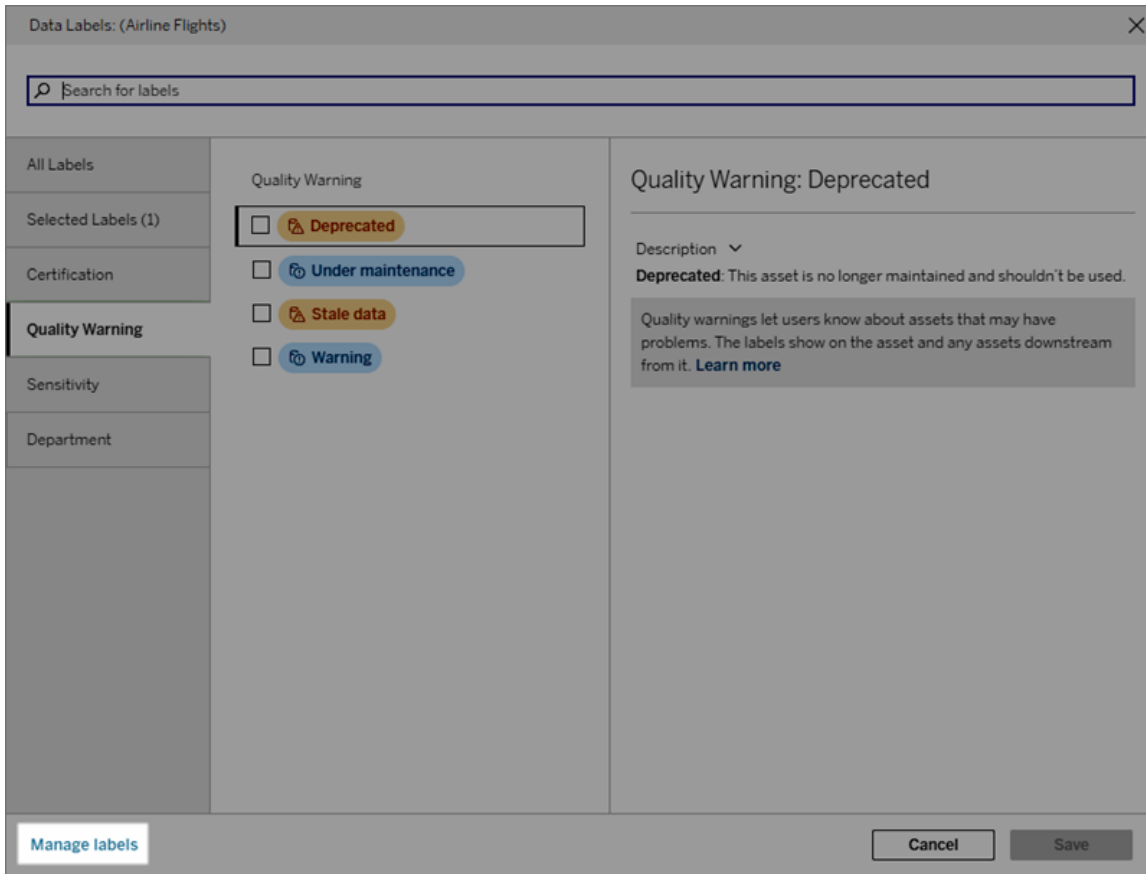 Data Labels: (Airline Flights)
Search for labels
All Labels
Selected Labels (1)
Certification
Quality Warning
Sensitivity
Department
Quality Warning
Deprecated
Under maintenance
Stale data
Warning
Quality Warning: Deprecated
Description
Deprecated: This asset is no longer maintained and shouldn't be used.
Quality warnings let users know about assets that may have
problems. The labels show on the asset and any assets downstream
from it. Learn more
Manage labels
Cancel
Save